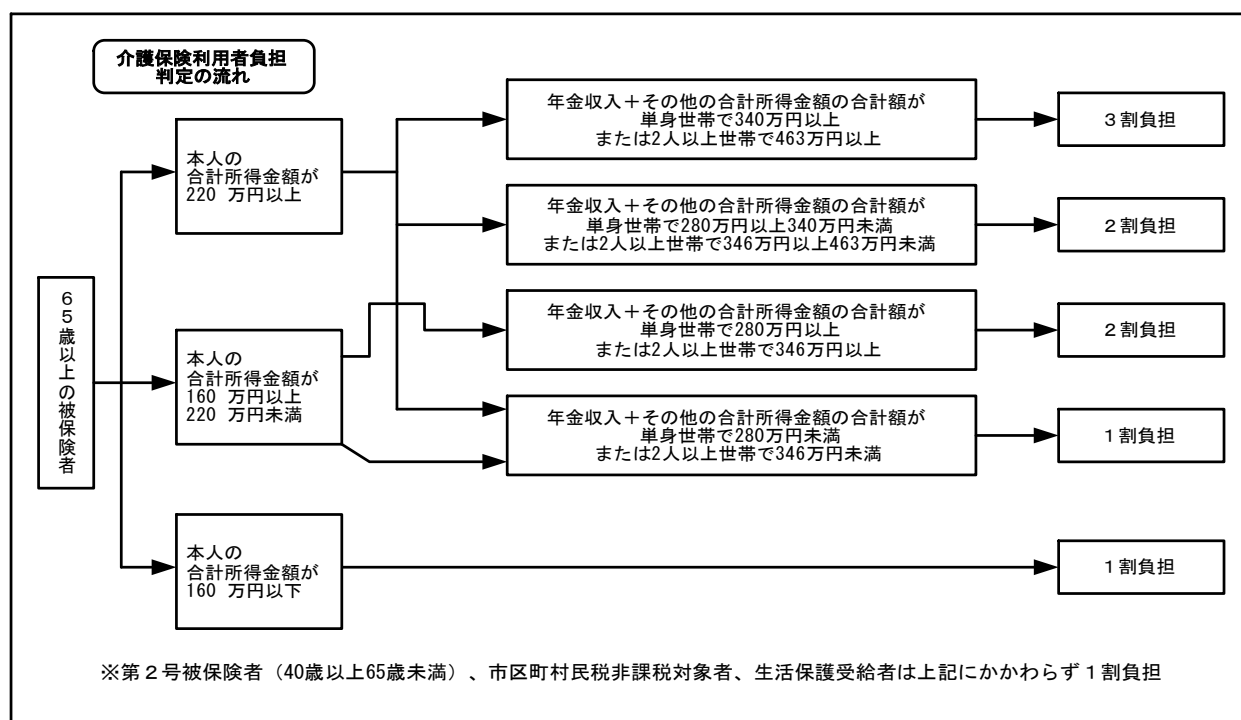 介護保険利用者負担
判定の流れ
65歳以上の被保険者
本人の
合計所得金額が
220 万円以上
年金収入+その他の合計所得金額の合計額が
単身世帯で340万円以上
または2人以上世帯で463万円以上
3割負担
年金収入+その他の合計所得金額の合計額が
単身世帯で280万円以上340万円未満
または2人以上世帯で346万円以上463万円未満
2割負担
本人の
合計所得金額が
160 万円以上
220 万円未満
年金収入+その他の合計所得金額の合計額が
単身世帯で280万円以上
または2人以上世帯で346万円以上
2割負担
年金収入+その他の合計所得金額の合計額が
単身世帯で280万円未満
または2人以上世帯で346万円未満
1割負担
本人の
合計所得金額が
160 万円以下
1割負担
※第2号被保険者(40歳以上65歳未満)、市区町村民税非課税対象者、生活保護受給者は上記にかかわらず1割負担